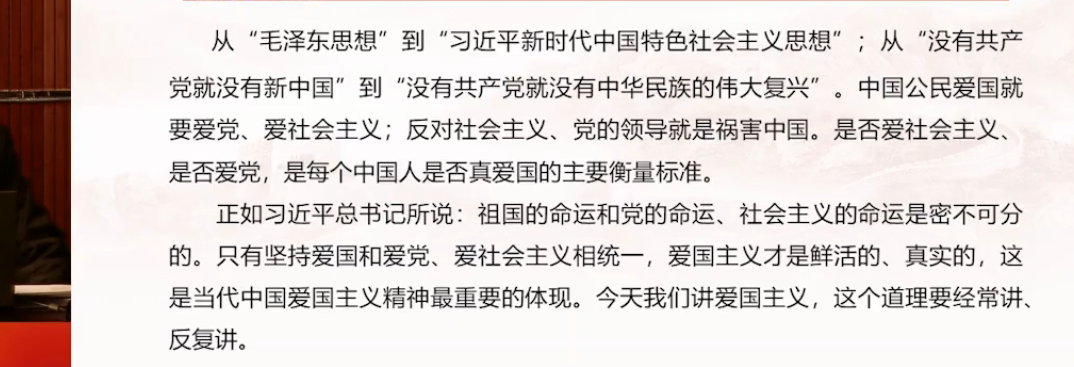 从“毛泽东思想”到“习近平新时代中国特色社会主义思想”；从“没有共产
党就没有新中国”到“没有共产党就没有中华民族的伟大复兴”。中国公民爱国就
要爱党、爱社会主义；反对社会主义、党的领导就是祸害中国。是否爱社会主义、
是否爱党，是每个中国人是否真爱国的主要衡量标准。
正如习近平总书记所说：祖国的命运和党的命运、社会主义的命运是密不可分
的。只有坚持爱国和爱党、爱社会主义相统一，爱国主义才是鲜活的、真实的，这
是当代中国爱国主义精神最重要的体现。今天我们讲爱国主义，这个道理要经常讲、
反复讲。